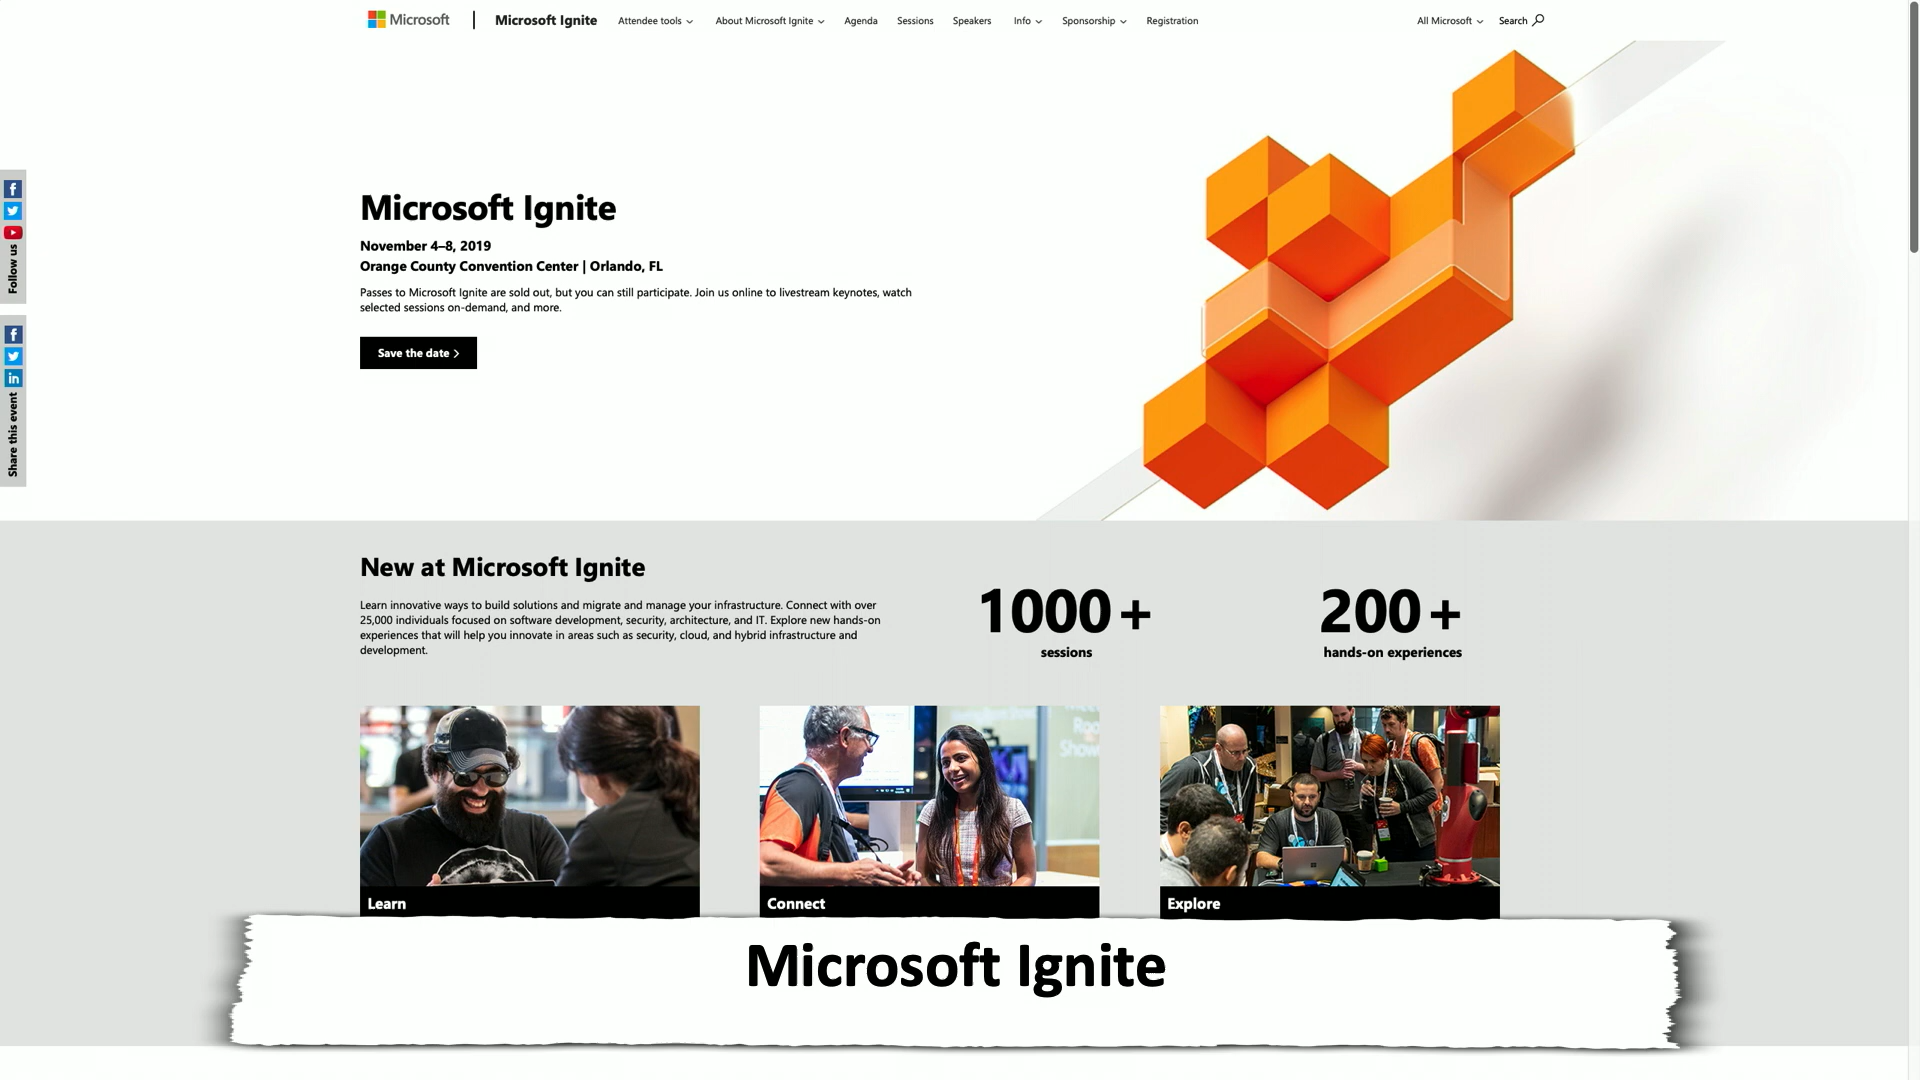 Microsoft
Microsoft Ignite
Attendee tools
About Microsoft Ignite
Agenda
Sessions
Speakers
Info
Sponsorship
Registration
All Microsoft
Search
Follow us
Share this event
Microsoft Ignite
November 4–8, 2019
Orange County Convention Center | Orlando, FL
Passes to Microsoft Ignite are sold out, but you can still participate. Join us online to livestream keynotes, watch
selected sessions on-demand, and more.
Save the date
New at Microsoft Ignite
Learn innovative ways to build solutions and migrate and manage your infrastructure. Connect with over
25,000 individuals focused on software development, security, architecture, and IT. Explore new hands-on
experiences that will help you innovate in areas such as security, cloud, and hybrid infrastructure and
development.
1000+
sessions
200+
hands-on experiences
Learn
Connect
Explore
Microsoft Ignite